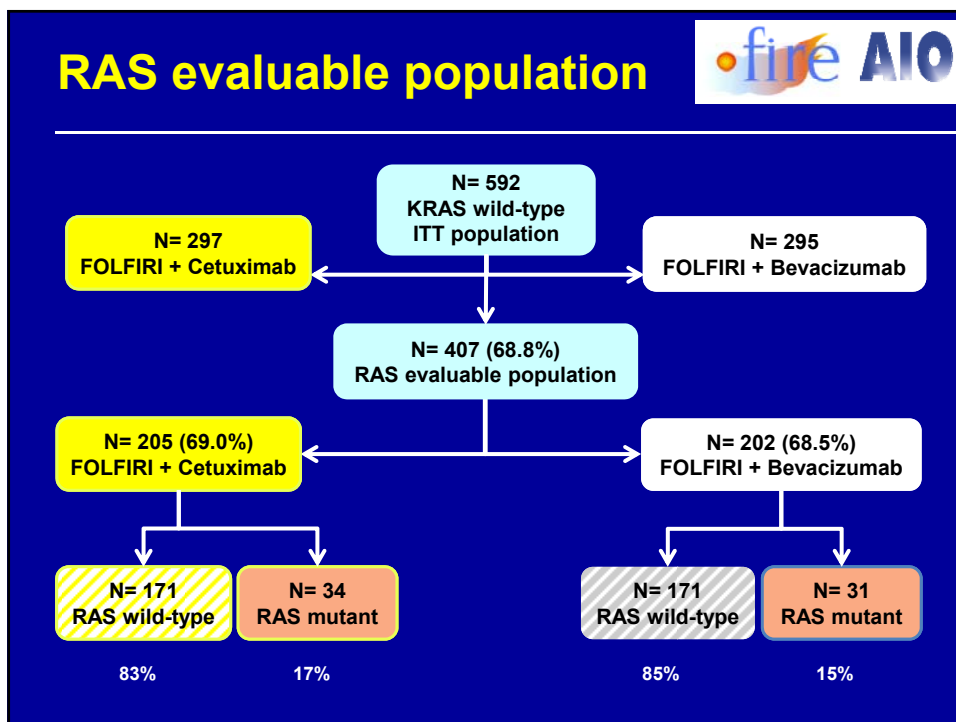 RAS evaluable population
fire AIO
N= 592
KRAS wild-type
ITT population
N= 297
FOLFIRI + Cetuximab
N= 295
FOLFIRI + Bevacizumab
N= 407 (68.8%)
RAS evaluable population
N= 205 (69.0%)
FOLFIRI + Cetuximab
N= 202 (68.5%)
FOLFIRI + Bevacizumab
N= 171
RAS wild-type
N= 34
RAS mutant
N= 171
RAS wild-type
N= 31
RAS mutant
83%
17%
85%
15%